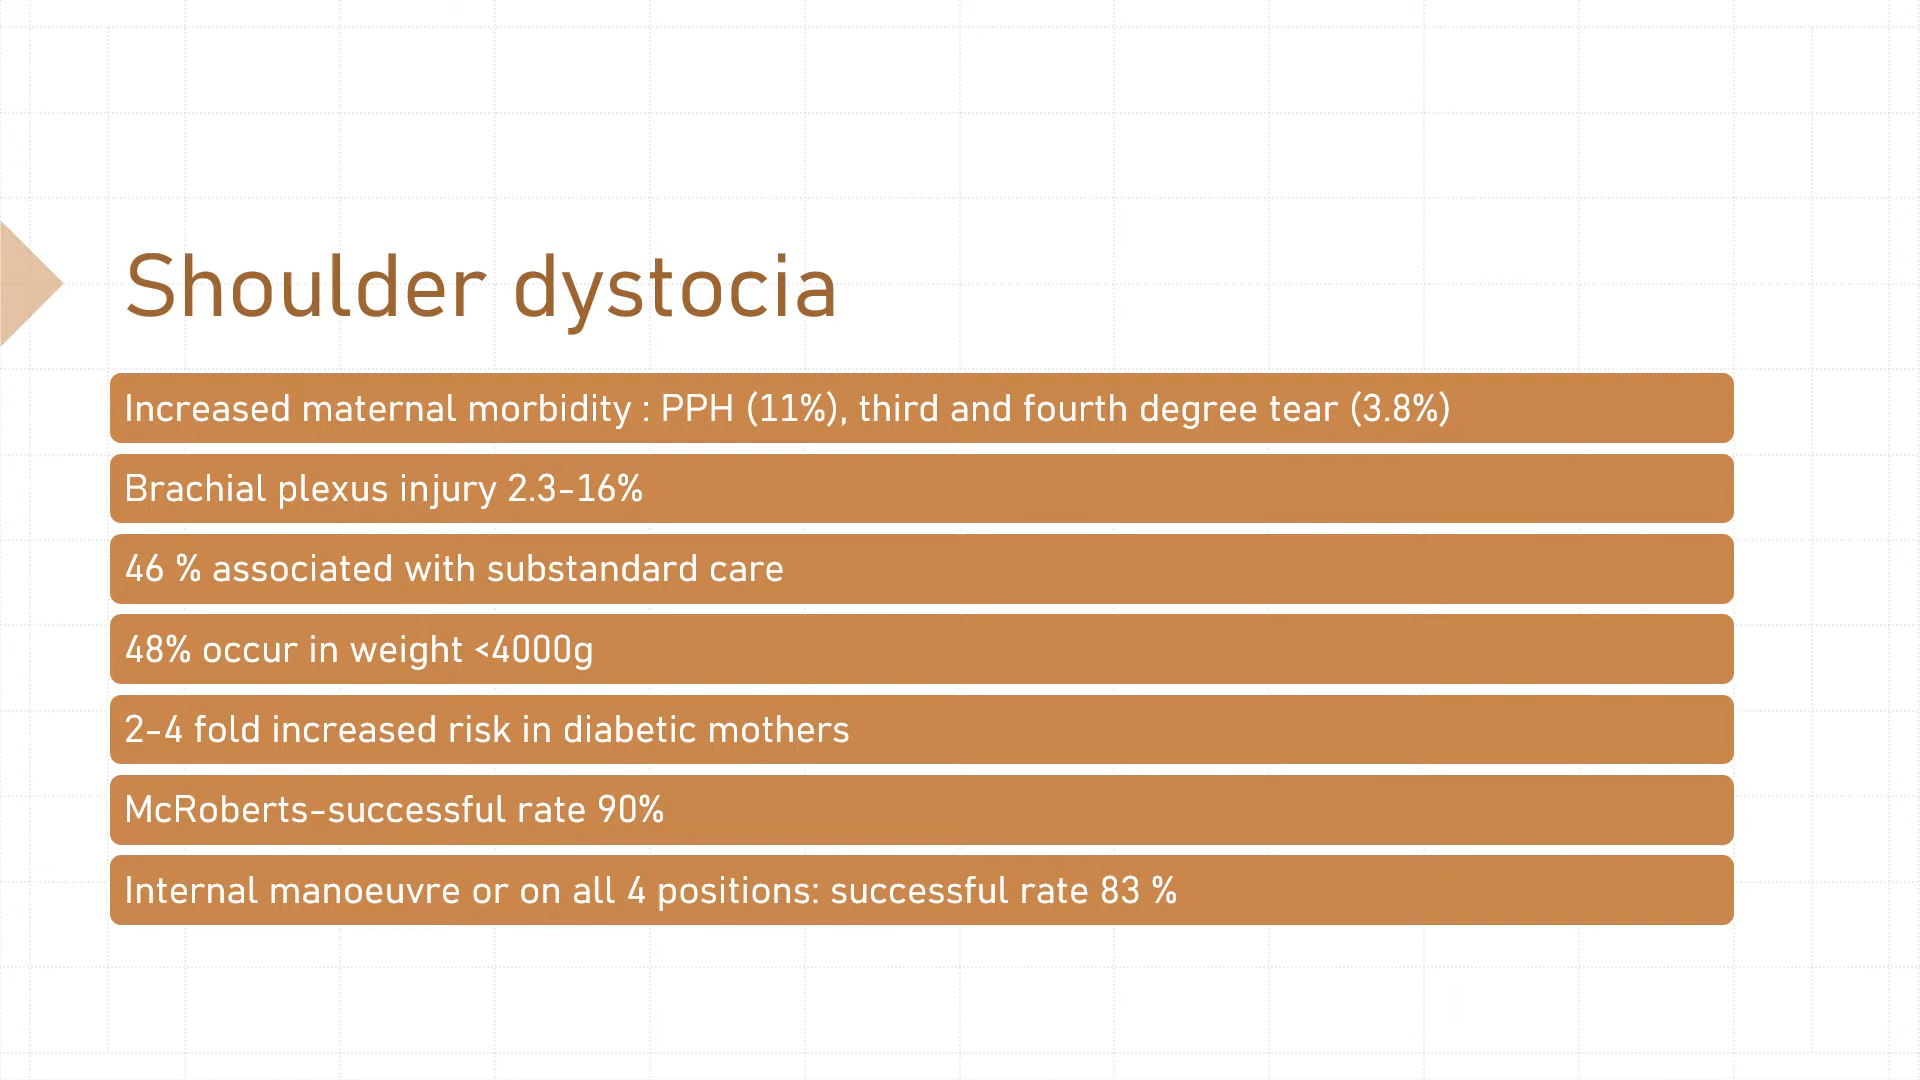 Shoulder dystocia
Increased maternal morbidity : PPH (11%), third and fourth degree tear (3.8%)
Brachial plexus injury 2.3-16%
46 % associated with substandard care
48% occur in weight <4000g
2-4 fold increased risk in diabetic mothers
McRoberts-successful rate 90%
Internal manoeuvre or on all 4 positions: successful rate 83 %